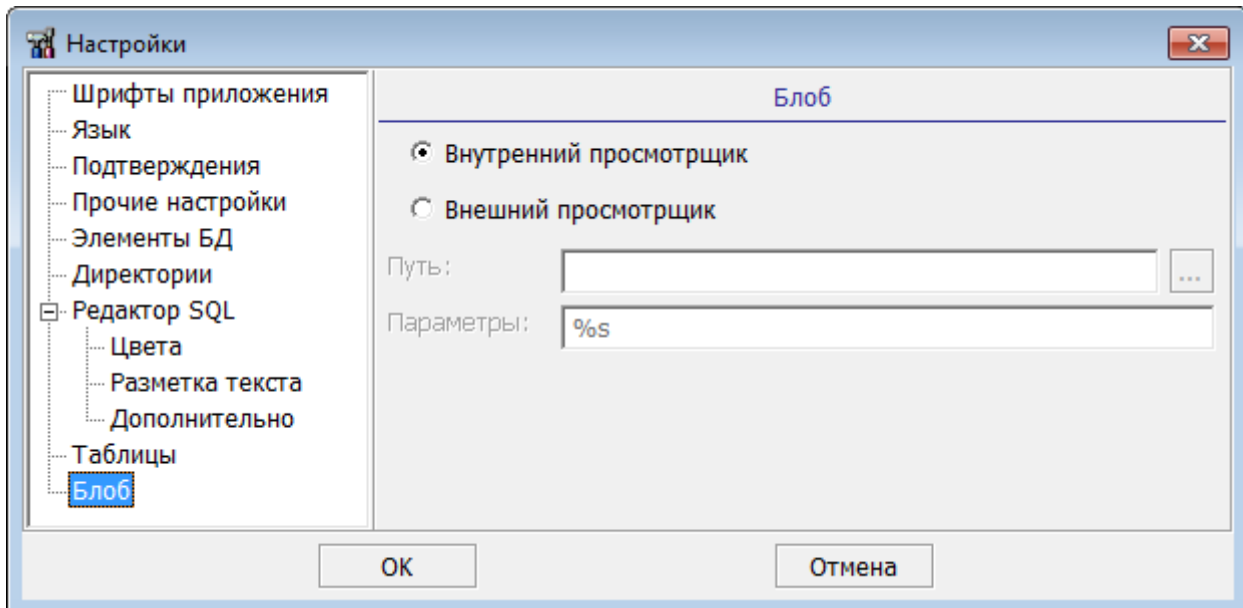 Настройки
Шрифты приложения
Язык
Подтверждения
Прочие настройки
Элементы БД
Директории
Редактор SQL
Цвета
Разметка текста
Дополнительно
Таблицы
Блоб
Блоб
Внутренний просмотрщик
Внешний просмотрщик
Путь:
...
Параметры:
%s
ОК
Отмена